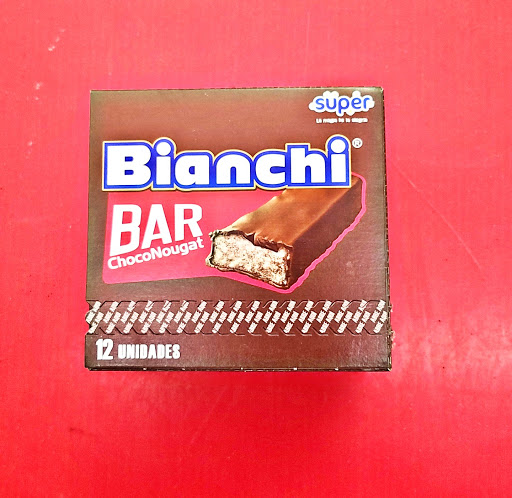 super
Bianchi®
BAR
ChocoNougat
12 UNIDADES